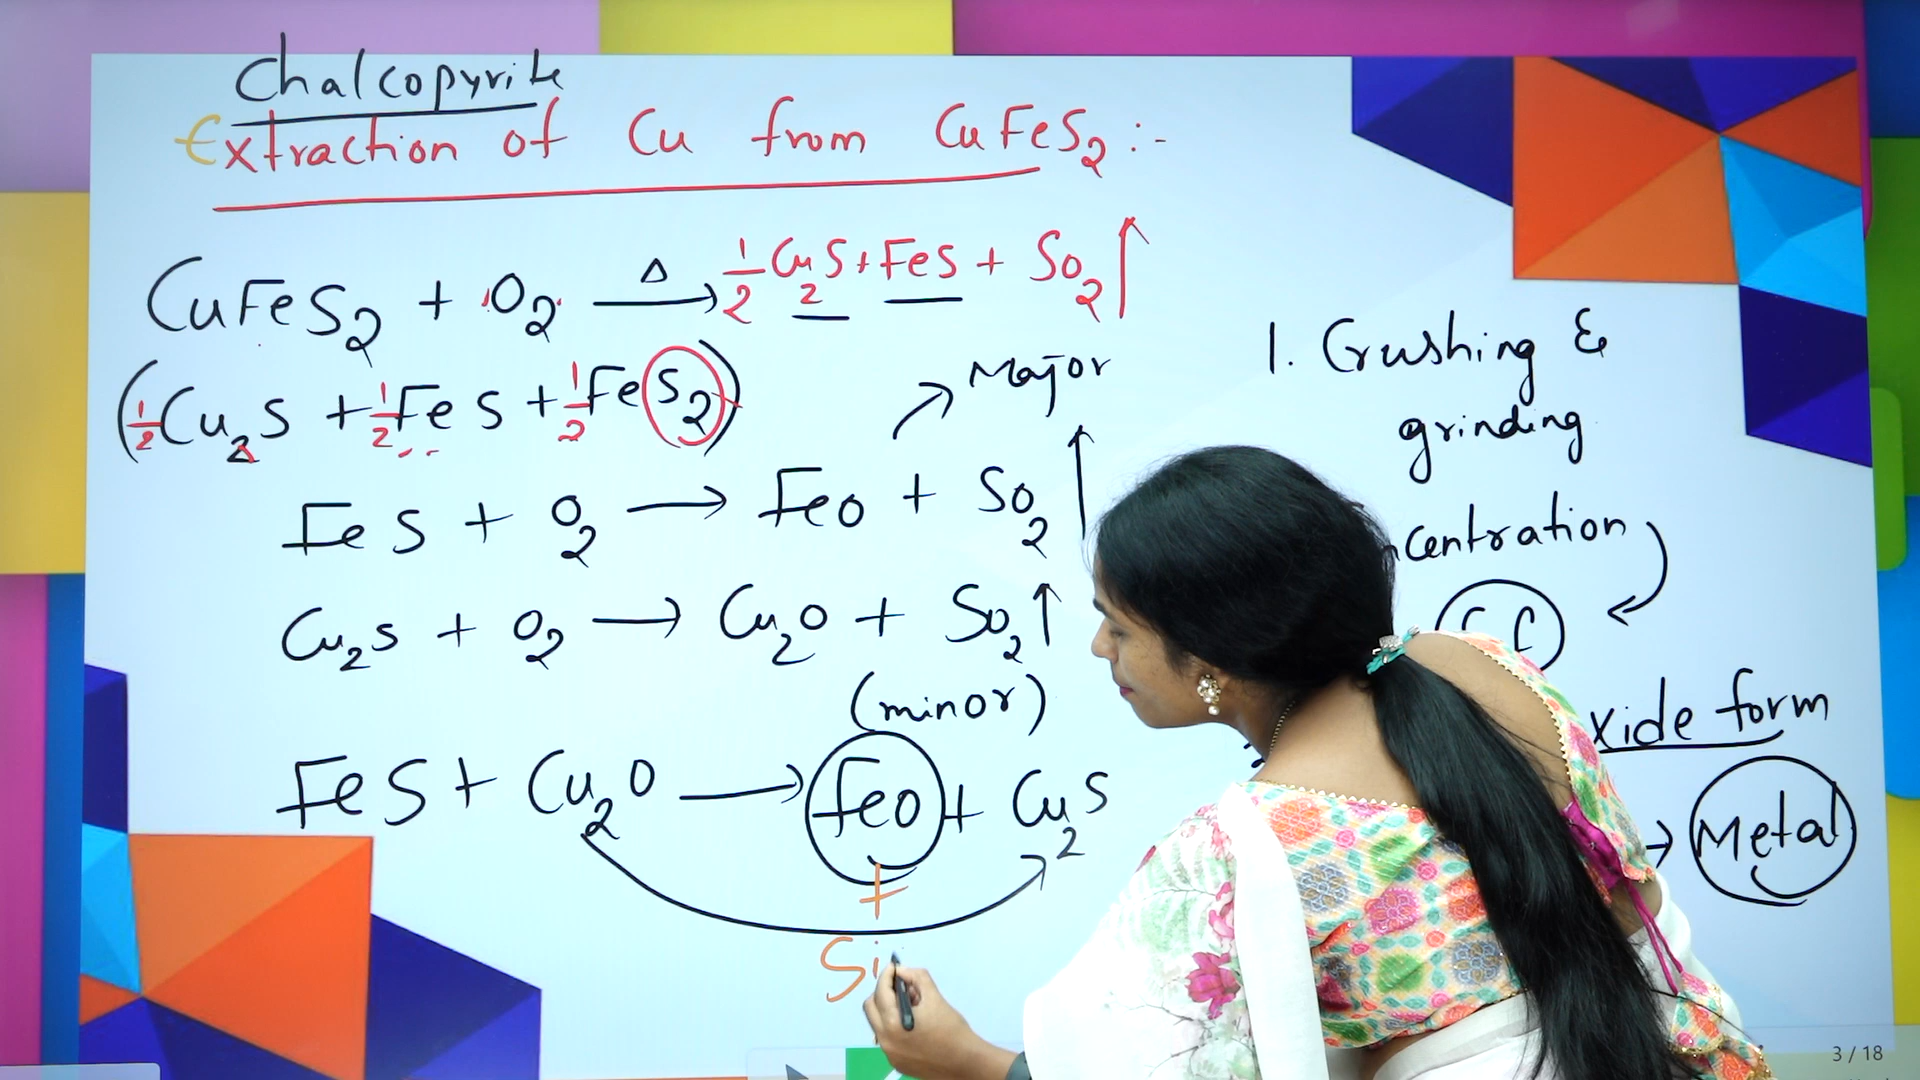 Chalcopyrite
Extraction of Cu from CuFeS2 :-
CuFeS2 + O2 —Δ→ 1/2 Cu2S + FeS + SO2 ↑
(1/2 Cu2S + 1/2 FeS + 1/2 FeS2)
Major
FeS + O2 → FeO + SO2 ↑
Cu2S + O2 → Cu2O + SO2 ↑
(minor)
FeS + Cu2O → FeO + Cu2S
+
Si
1. Crushing &
grinding
ncentration
xide form
→ Metal
3 / 18